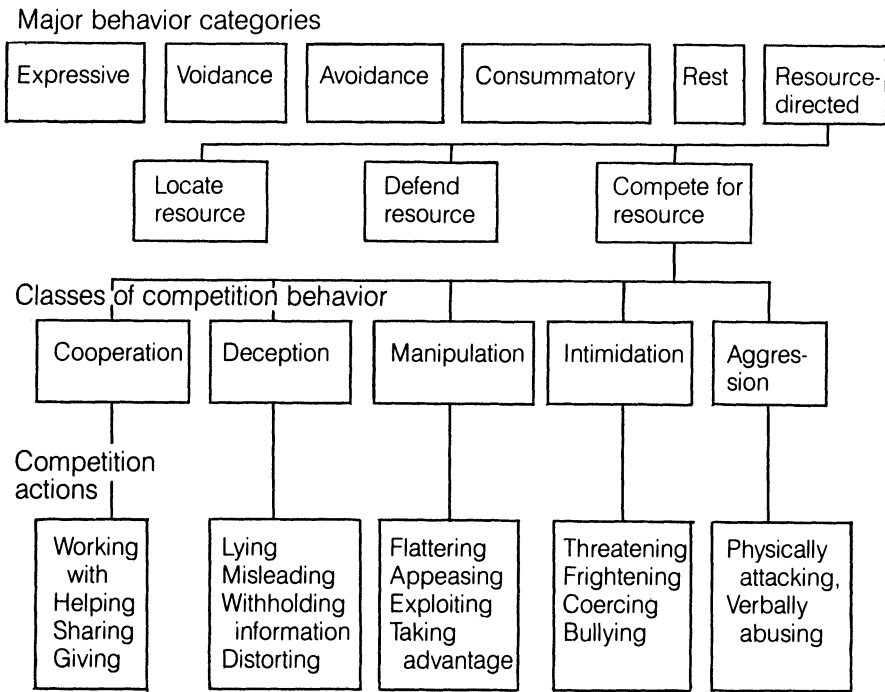 Major behavior categories
Expressive
Voidance
Avoidance
Consummatory
Rest
Resource-
directed
Locate
resource
Defend
resource
Compete for
resource
Classes of competition behavior
Cooperation
Deception
Manipulation
Intimidation
Aggres-
sion
Competition
actions
Working
with
Helping
Sharing
Giving
Lying
Misleading
Withholding
information
Distorting
Flattering
Appeasing
Exploiting
Taking
advantage
Threatening
Frightening
Coercing
Bullying
Physically
attacking,
Verbally
abusing